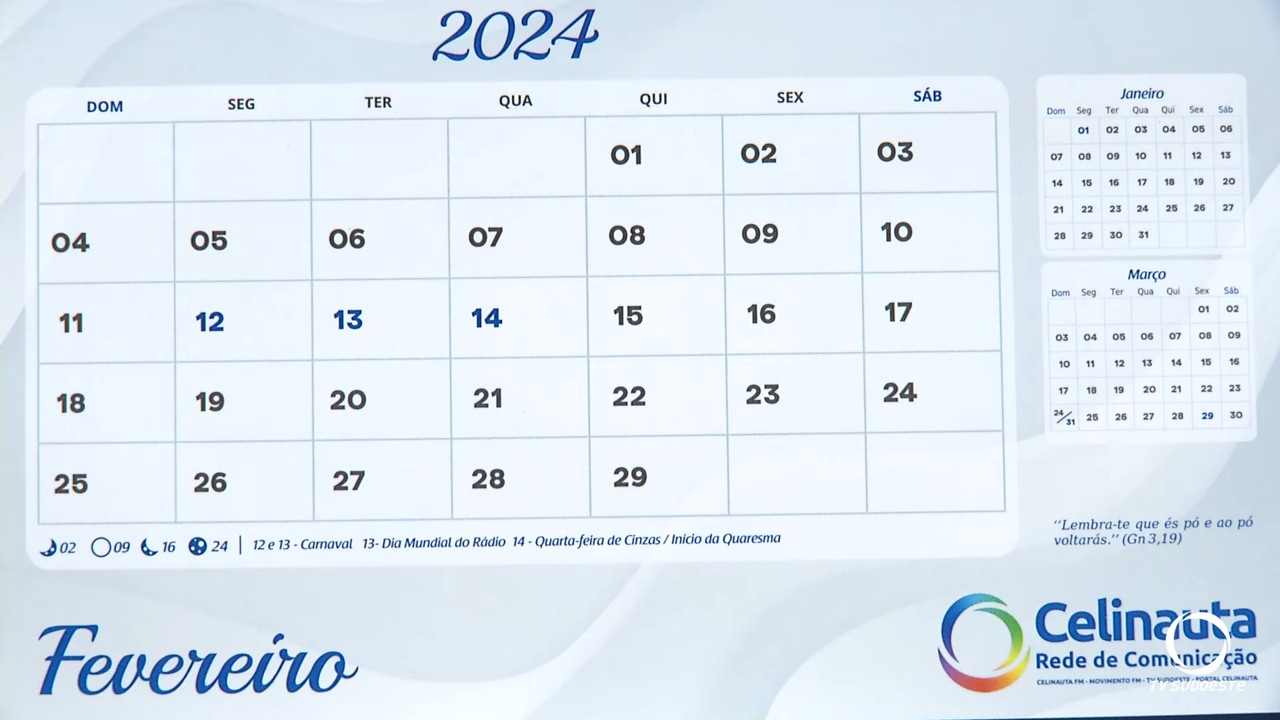 2024
DOM SEG TER QUA QUI SEX SÁB
01 02 03
04 05 06 07 08 09 10
11 12 13 14 15 16 17
18 19 20 21 22 23 24
25 26 27 28 29
02 09 16 24 | 12 e 13 - Carnaval 13- Dia Mundial do Rádio 14 - Quarta-feira de Cinzas / Início da Quaresma
Fevereiro
Janeiro
Dom Seg Ter Qua Qui Sex Sáb
01 02 03 04 05 06
07 08 09 10 11 12 13
14 15 16 17 18 19 20
21 22 23 24 25 26 27
28 29 30 31
Março
Dom Seg Ter Qua Qui Sex Sáb
01 02
03 04 05 06 07 08 09
10 11 12 13 14 15 16
17 18 19 20 21 22 23
24/31 25 26 27 28 29 30
“Lembra-te que és pó e ao pó
voltarás.” (Gn 3,19)
Celinauta
Rede de Comunicação
CELINAUTA FM - MOVIMENTO FM - TV SUDOESTE - PORTAL CELINAUTA
TV SUDOESTE